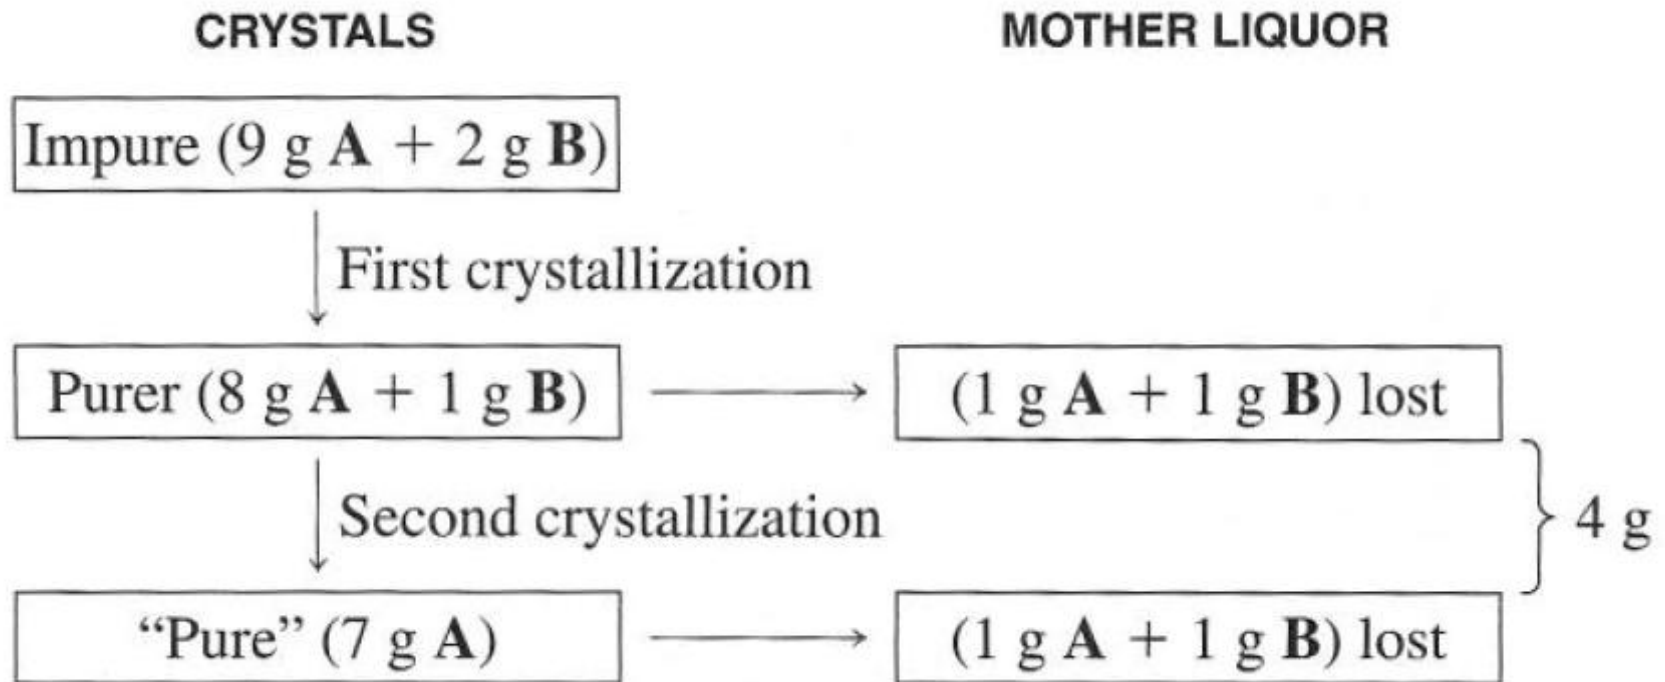 CRYSTALS MOTHER LIQUOR
Impure (9 g A + 2 g B)
First crystallization
Purer (8 g A + 1 g B) (1 g A + 1 g B) lost
Second crystallization
4 g
“Pure” (7 g A) (1 g A + 1 g B) lost